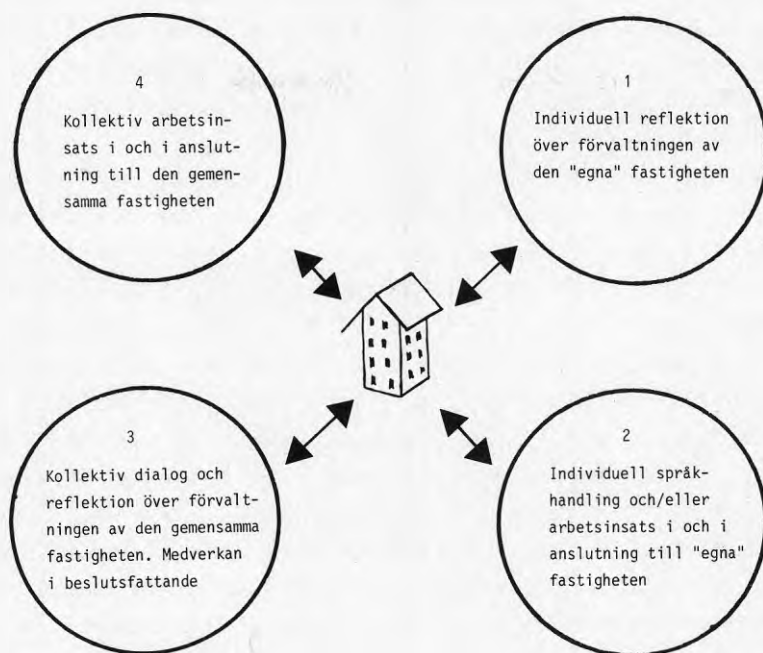 4
Kollektiv arbetsin-
sats i och i anslut-
ning till den gemen-
samma fastigheten
1
Individuell reflektion
över förvaltningen av
den "egna" fastigheten
3
Kollektiv dialog och
reflektion över förvalt-
ningen av den gemensamma
fastigheten. Medverkan
i beslutsfattande
2
Individuell språk-
handling och/eller
arbetsinsats i och i
anslutning till "egna"
fastigheten